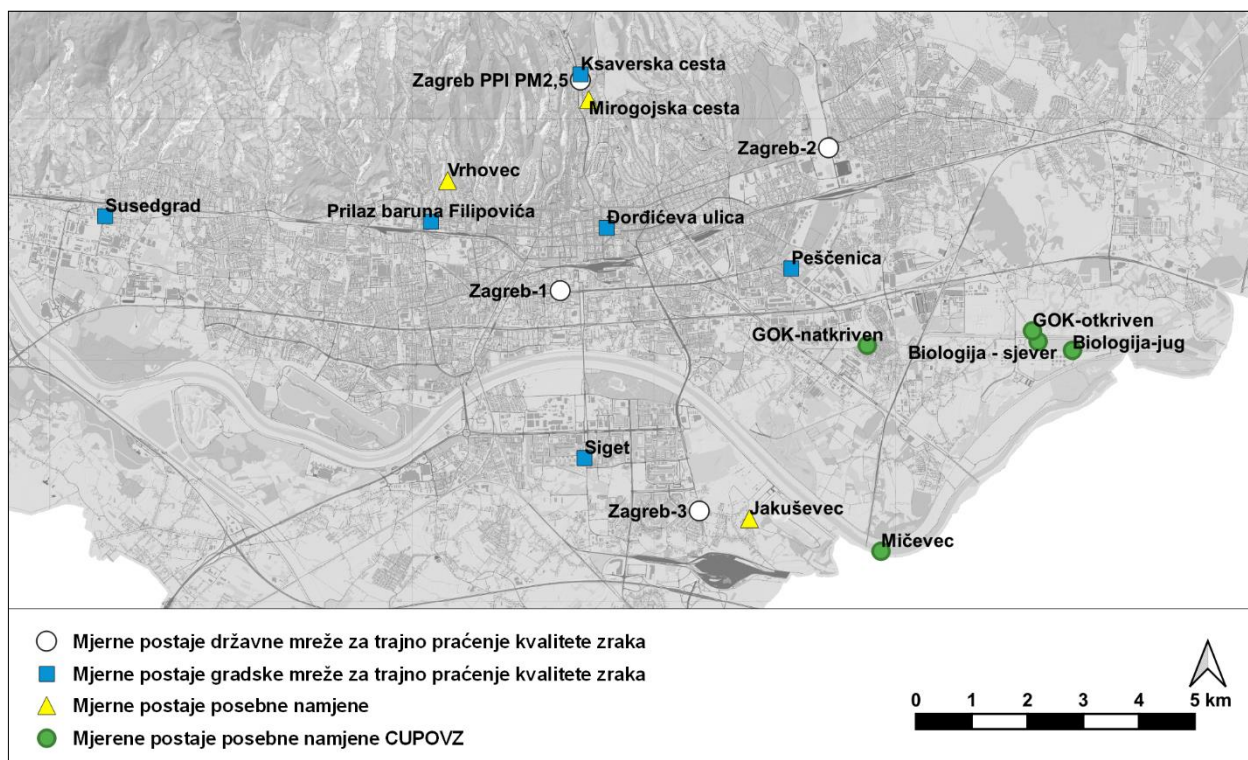 Ksaverska cesta
Zagreb PPI PM2,5
Mirogojska cesta
Zagreb-2
Vrhovec
Susedgrad
Prilaz baruna Filipovića
Đorđićeva ulica
Peščenica
Zagreb-1
GOK-otkriven
GOK-natkriven
Biologija - sjever
Biologija-jug
Siget
Zagreb-3
Jakuševec
Mičevec
Mjerne postaje državne mreže za trajno praćenje kvalitete zraka
Mjerne postaje gradske mreže za trajno praćenje kvalitete zraka
Mjerne postaje posebne namjene
Mjerene postaje posebne namjene CUPOVZ
0 1 2 3 4 5 km